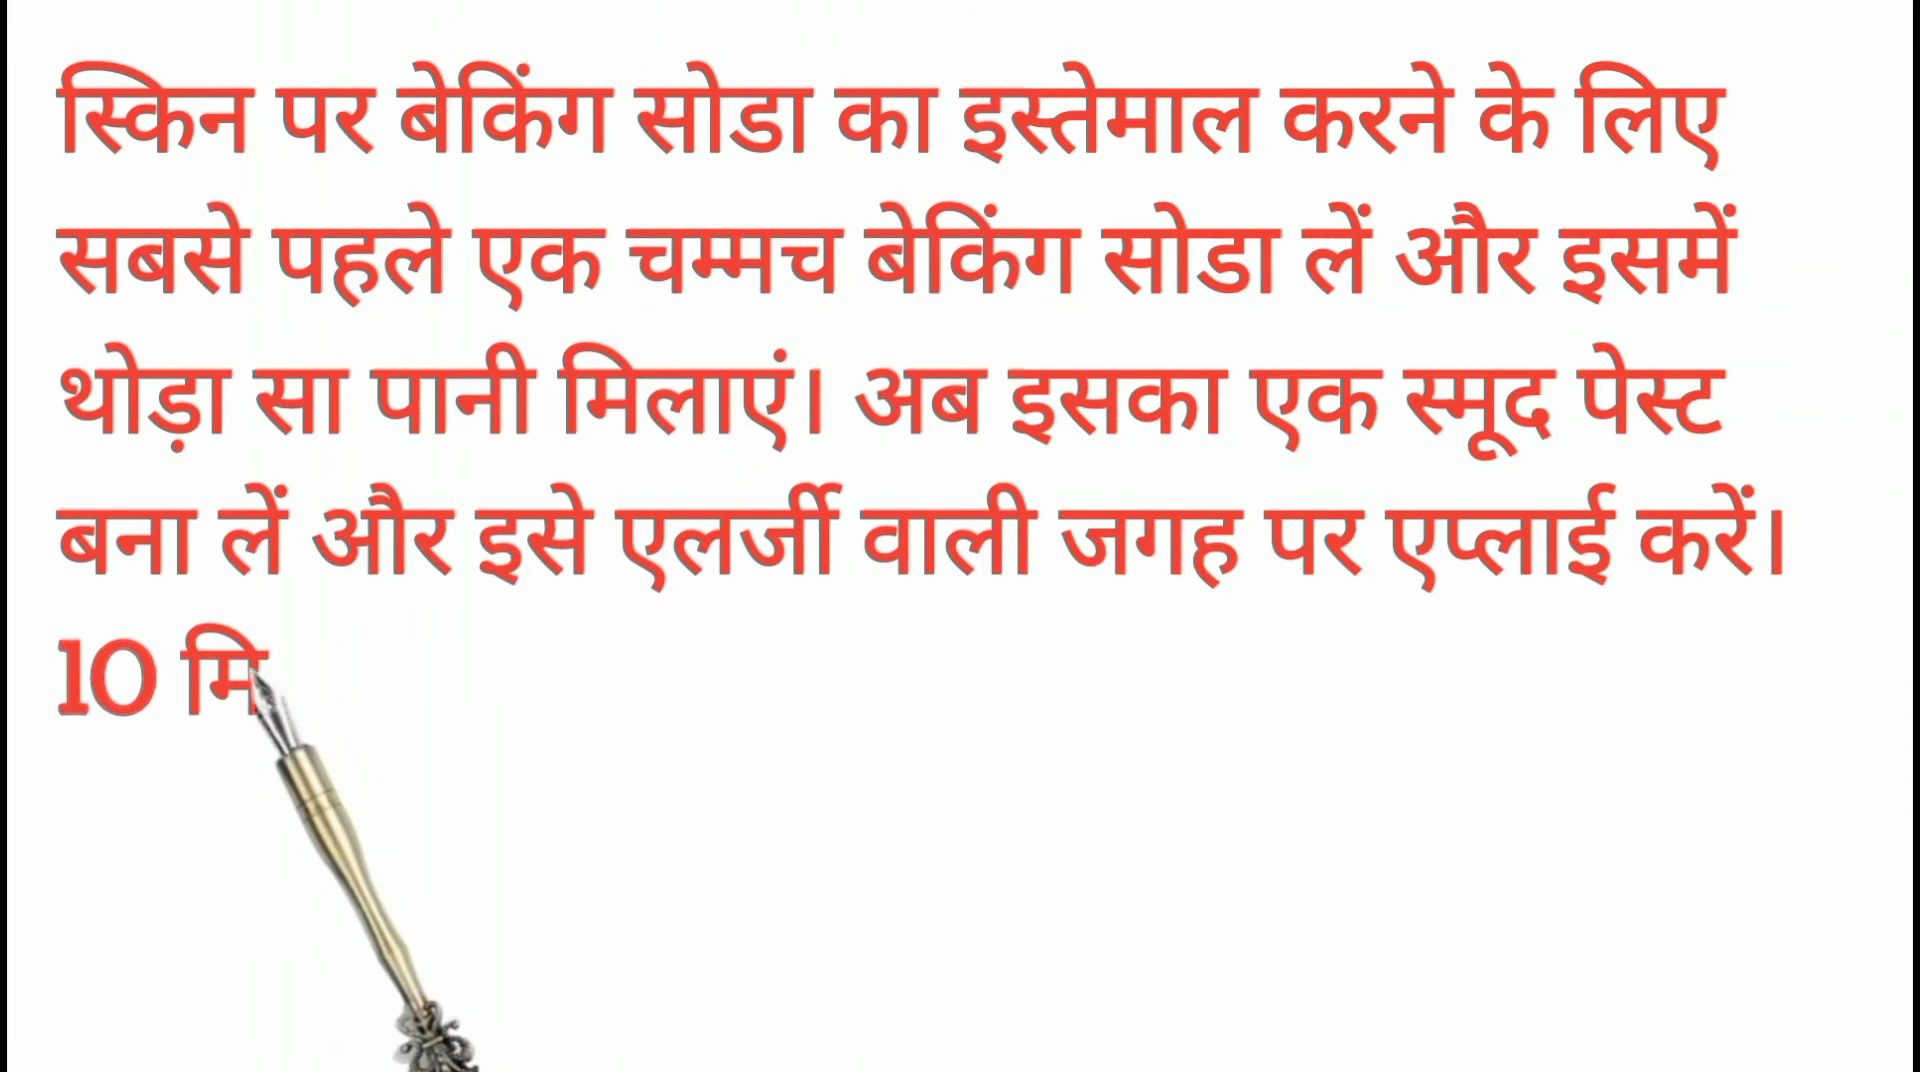 स्किन पर बेकिंग सोडा का इस्तेमाल करने के लिए
सबसे पहले एक चम्मच बेकिंग सोडा लें और इसमें
थोड़ा सा पानी मिलाएं। अब इसका एक स्मूद पेस्ट
बना लें और इसे एलर्जी वाली जगह पर एप्लाई करें।
10 मि